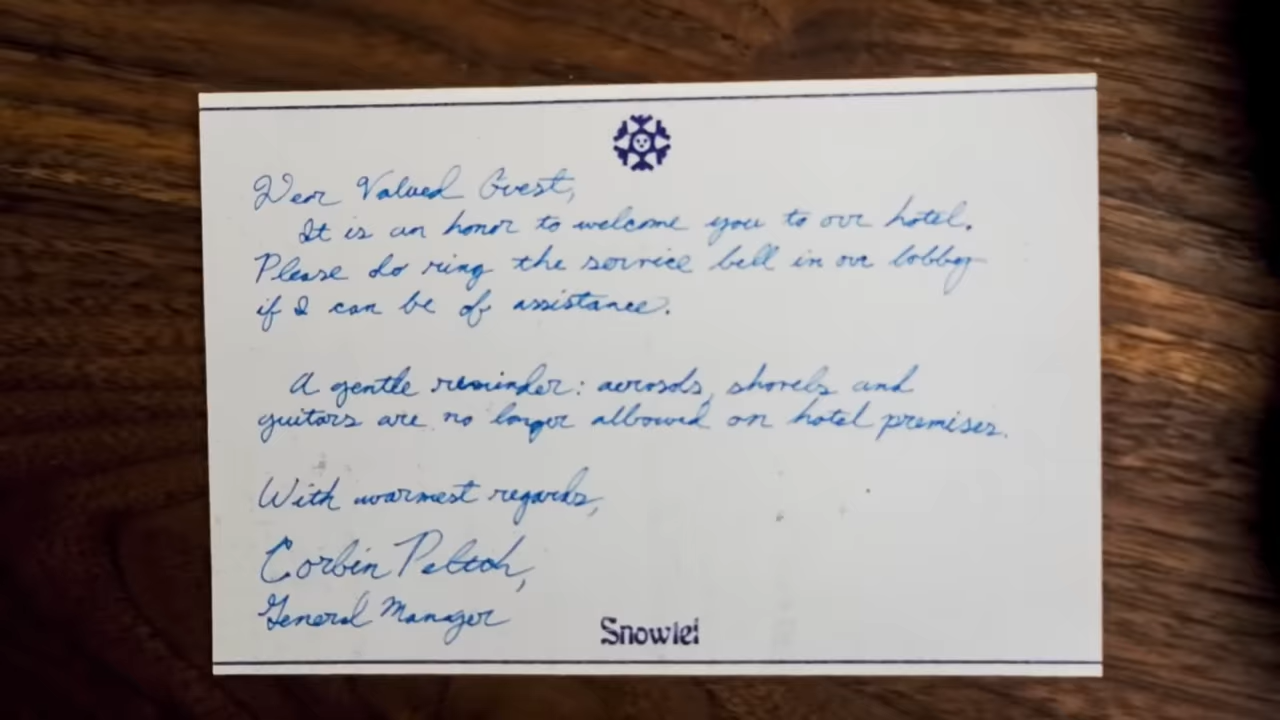 Dear Valued Guest,
It is an honor to welcome you to our hotel.
Please do ring the service bell in our lobby
if I can be of assistance.
A gentle reminder: aerosols, shovels and
guitars are no longer allowed on hotel premises.
With warmest regards,
Corbin
General Manager